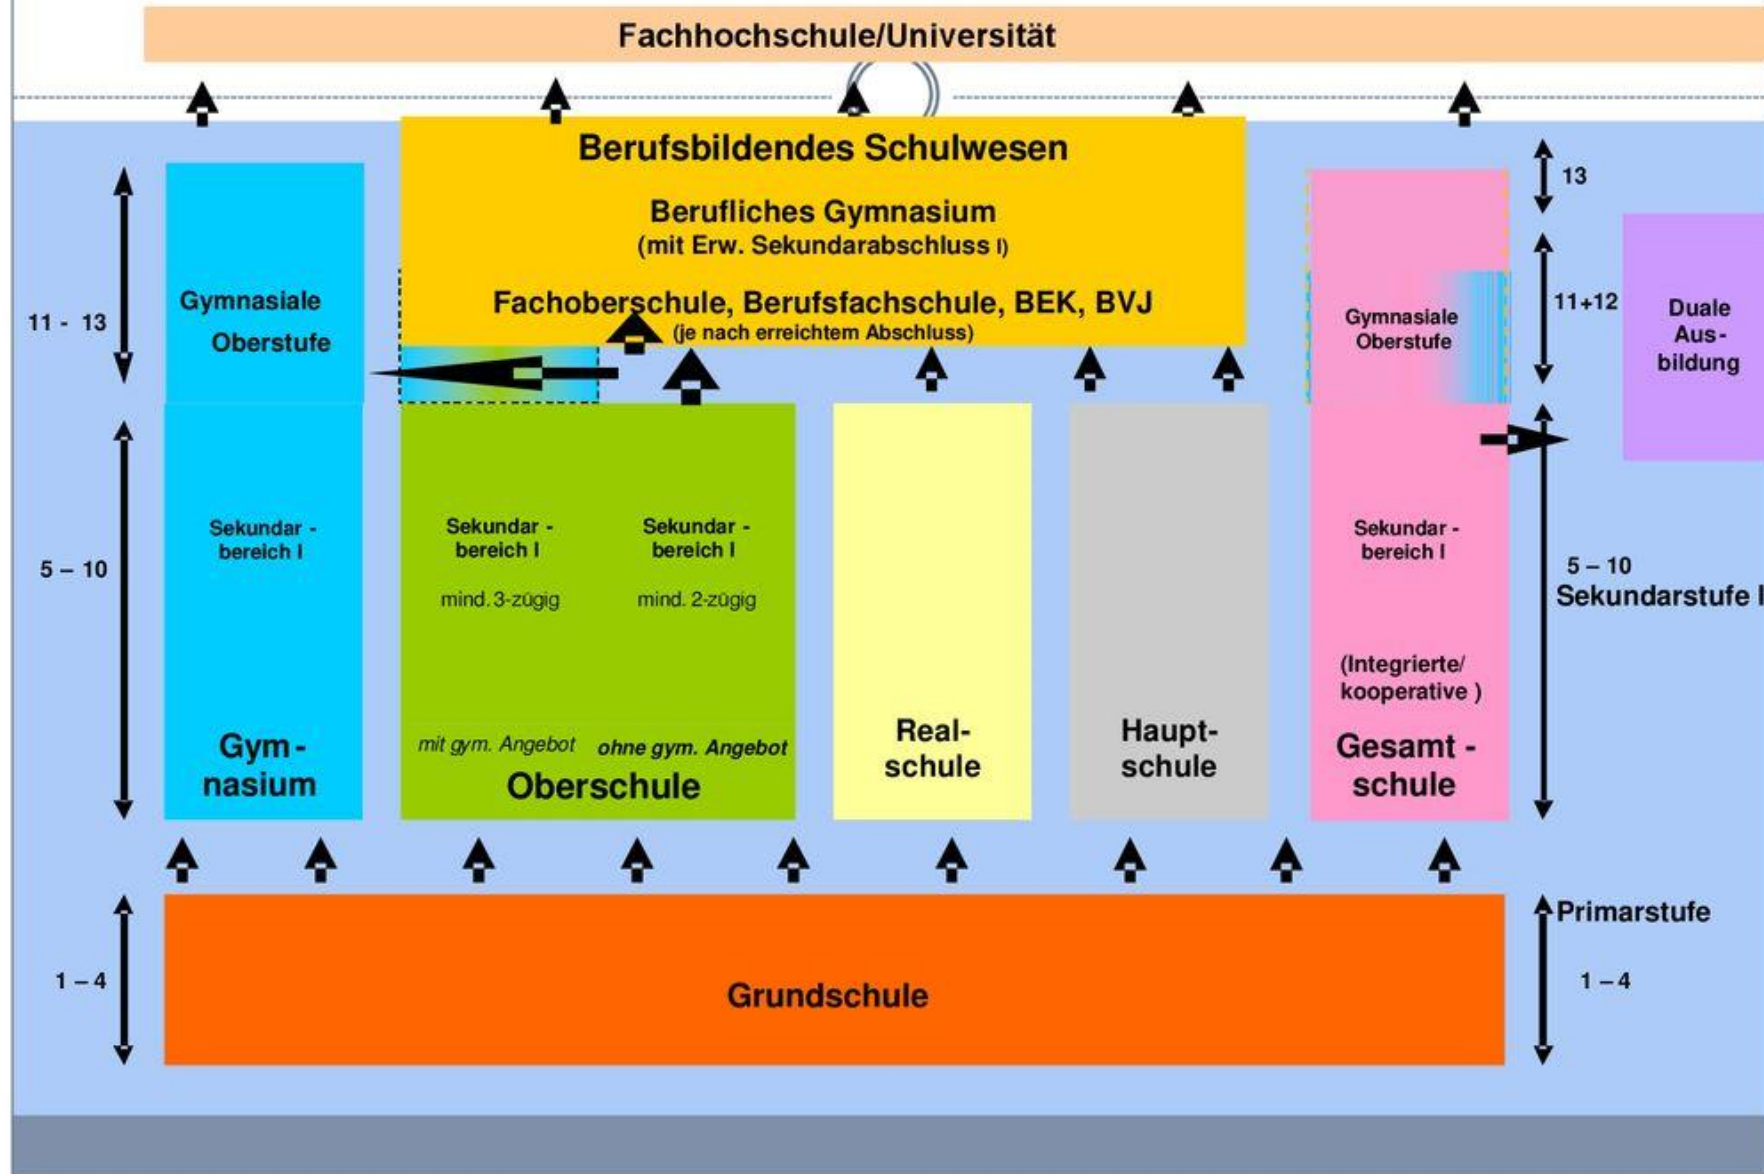 Fachhochschule/Universität
Berufsbildendes Schulwesen
Berufliches Gymnasium
(mit Erw. Sekundarabschluss I)
Fachoberschule, Berufsfachschule, BEK, BVJ
(je nach erreichtem Abschluss)
11 - 13
Gymnasiale
Oberstufe
Gymnasiale
Oberstufe
13
11+12
Duale
Aus-
bildung
5 – 10
Sekundar -
bereich I
Gym -
nasium
Sekundar -
bereich I
mind. 3-zügig
mit gym. Angebot
Sekundar -
bereich I
mind. 2-zügig
ohne gym. Angebot
Oberschule
Real-
schule
Haupt-
schule
Sekundar -
bereich I
(Integrierte/
kooperative )
Gesamt -
schule
5 – 10
Sekundarstufe I
1 – 4
Grundschule
Primarstufe
1 – 4